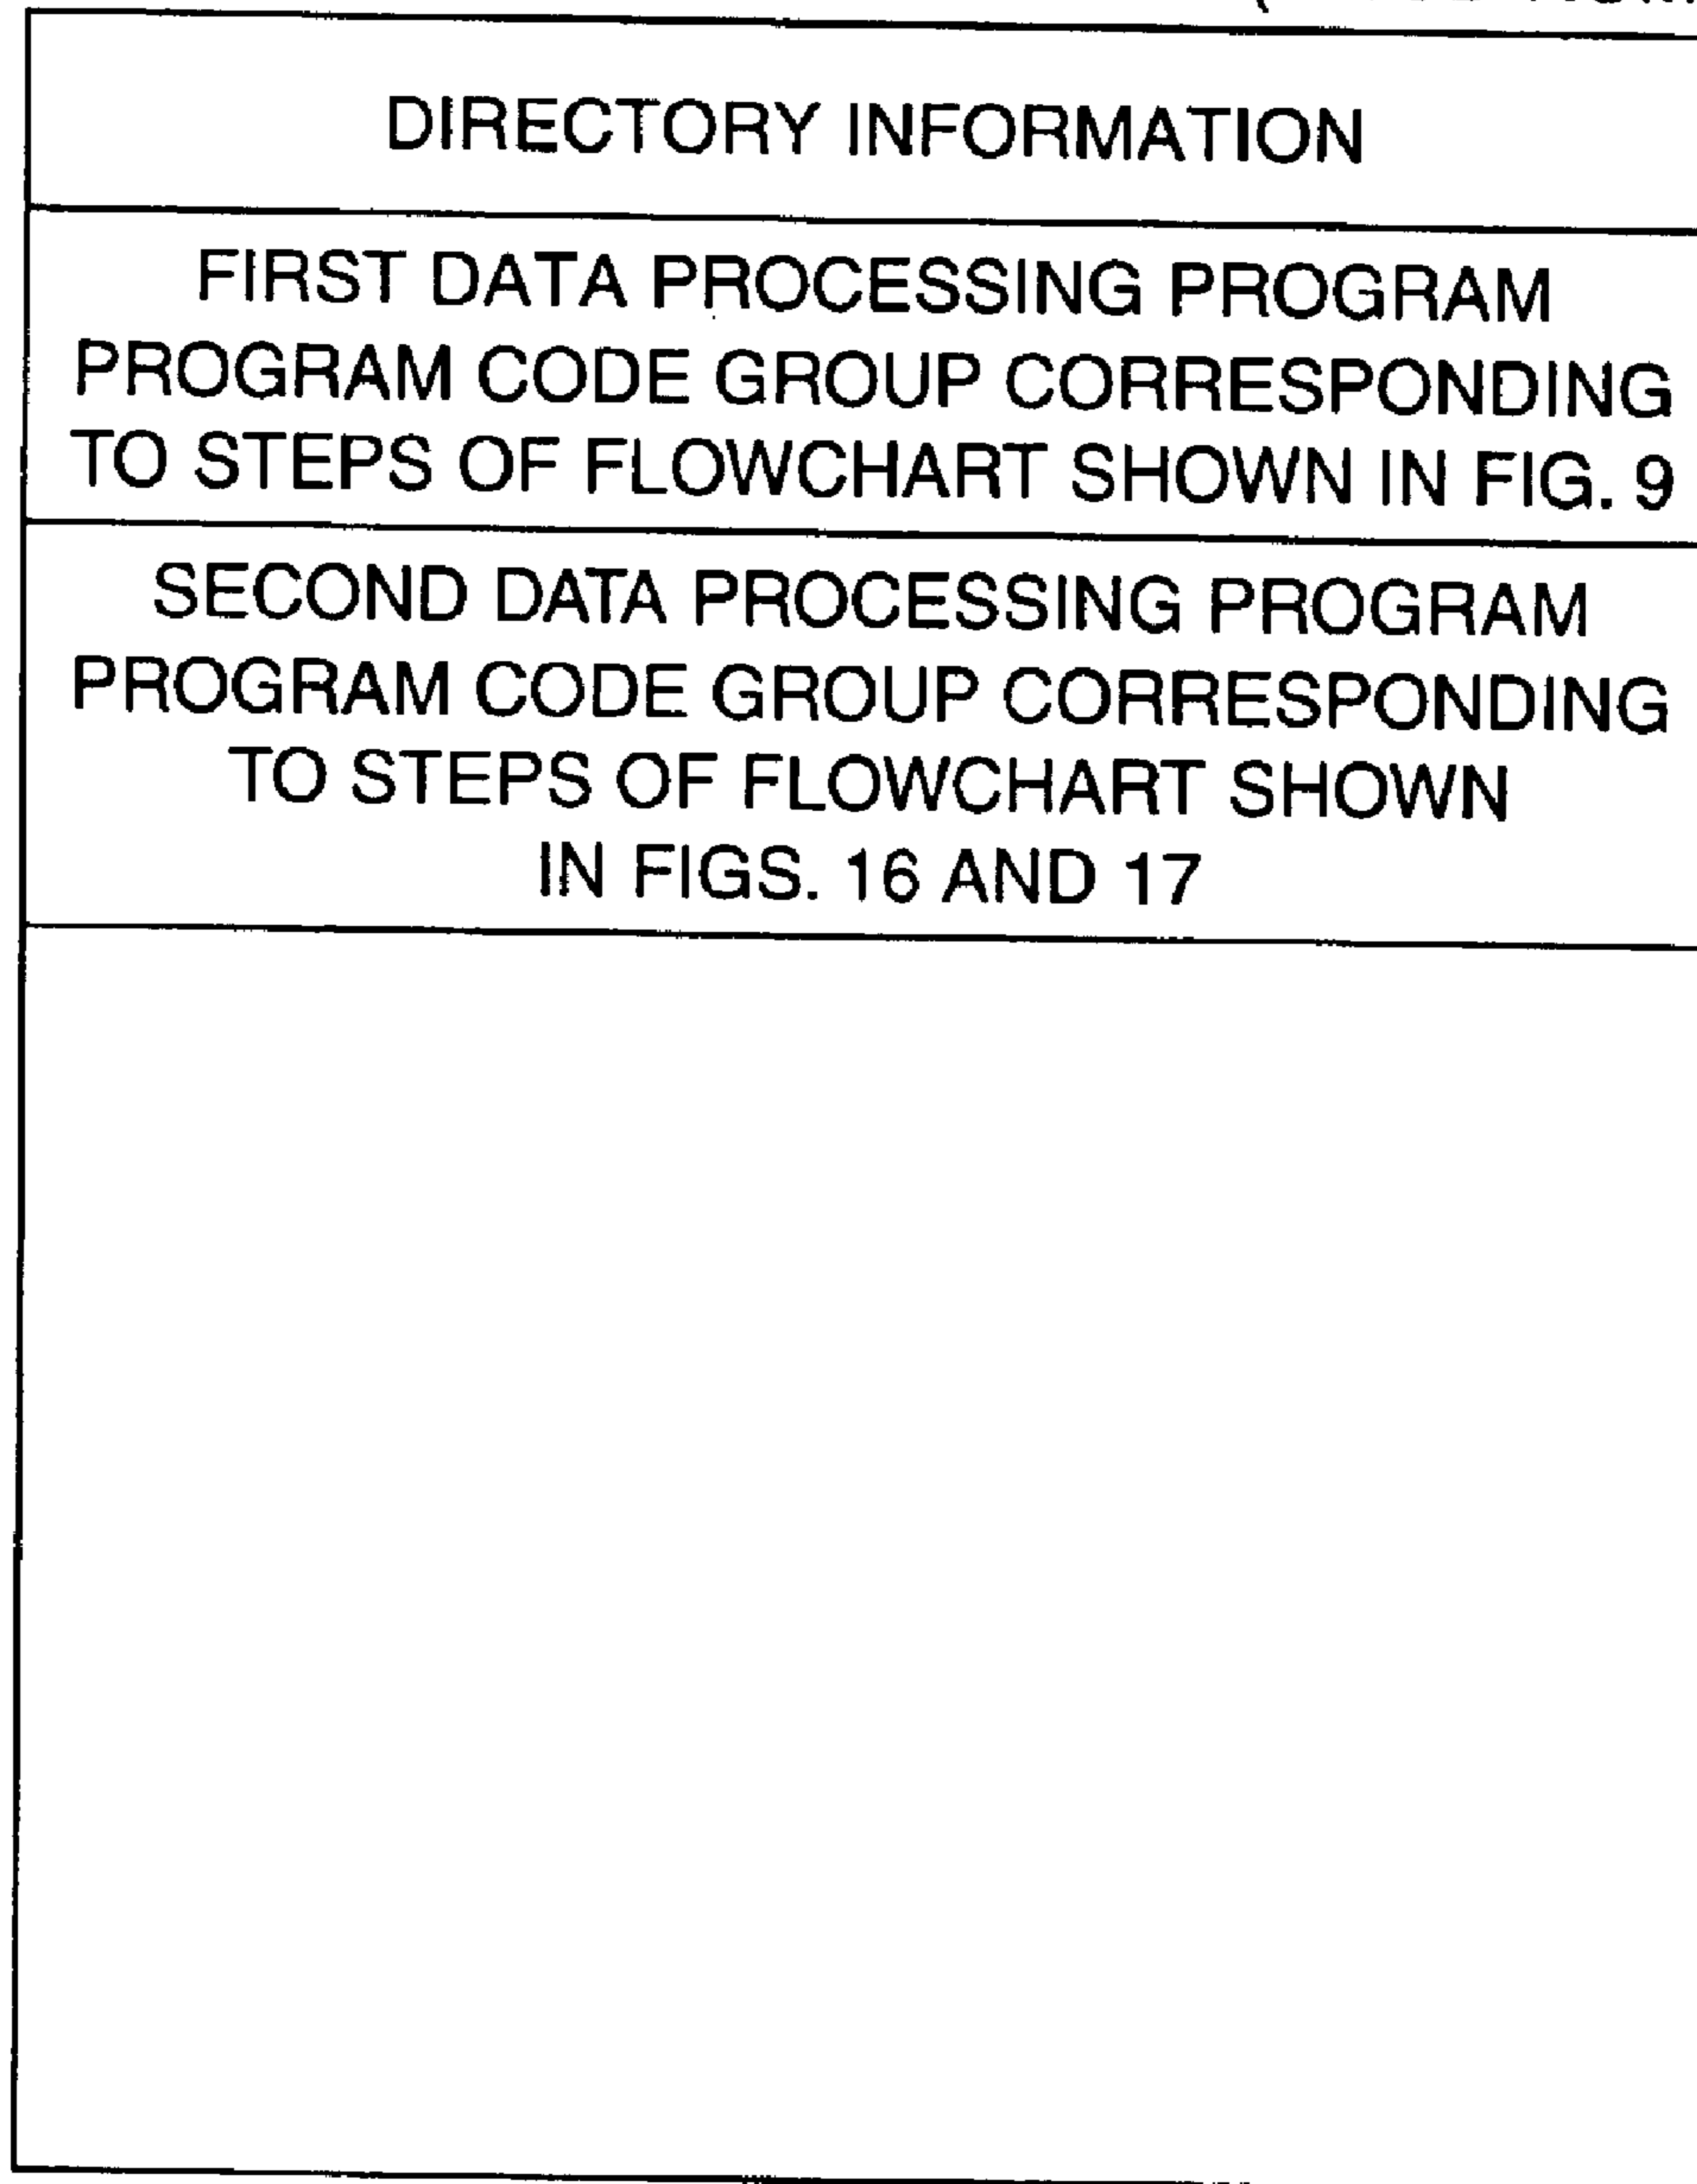 DIRECTORY INFORMATION
FIRST DATA PROCESSING PROGRAM
PROGRAM CODE GROUP CORRESPONDING
TO STEPS OF FLOWCHART SHOWN IN FIG. 9
SECOND DATA PROCESSING PROGRAM
PROGRAM CODE GROUP CORRESPONDING
TO STEPS OF FLOWCHART SHOWN
IN FIGS. 16 AND 17